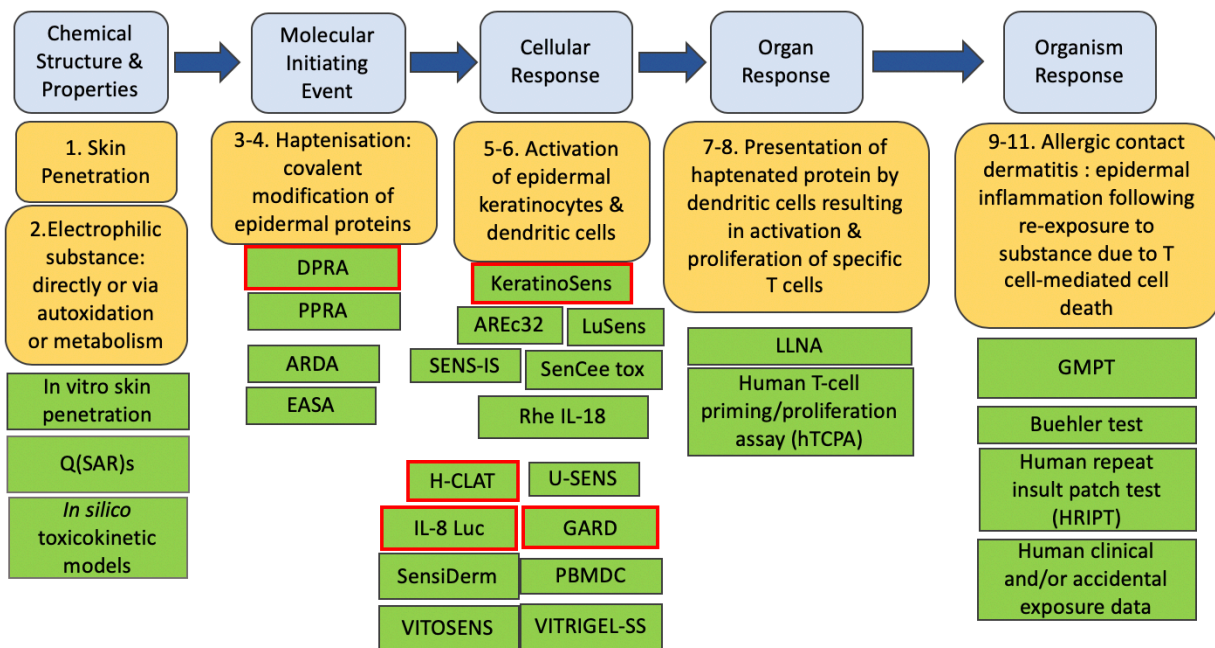 Chemical
Structure &
Properties
Molecular
Initiating
Event
Cellular
Response
Organ
Response
Organism
Response
1. Skin
Penetration
2.Electrophilic
substance:
directly or via
autoxidation
or metabolism
In vitro skin
penetration
Q(SAR)s
In silico
toxicokinetic
models
3-4. Haptenisation:
covalent
modification of
epidermal proteins
DPRA
PPRA
ARDA
EASA
5-6. Activation
of epidermal
keratinocytes &
dendritic cells
KeratinoSens
AREc32
LuSens
SENS-IS
SenCee tox
Rhe IL-18
H-CLAT
U-SENS
IL-8 Luc
GARD
SensiDerm
PBMDC
VITOSENS
VITRIGEL-SS
7-8. Presentation of
haptenated protein by
dendritic cells resulting
in activation &
proliferation of specific
T cells
LLNA
Human T-cell
priming/proliferation
assay (hTCPA)
9-11. Allergic contact
dermatitis : epidermal
inflammation following
re-exposure to
substance due to T
cell-mediated cell
death
GMPT
Buehler test
Human repeat
insult patch test
(HRIPT)
Human clinical
and/or accidental
exposure data